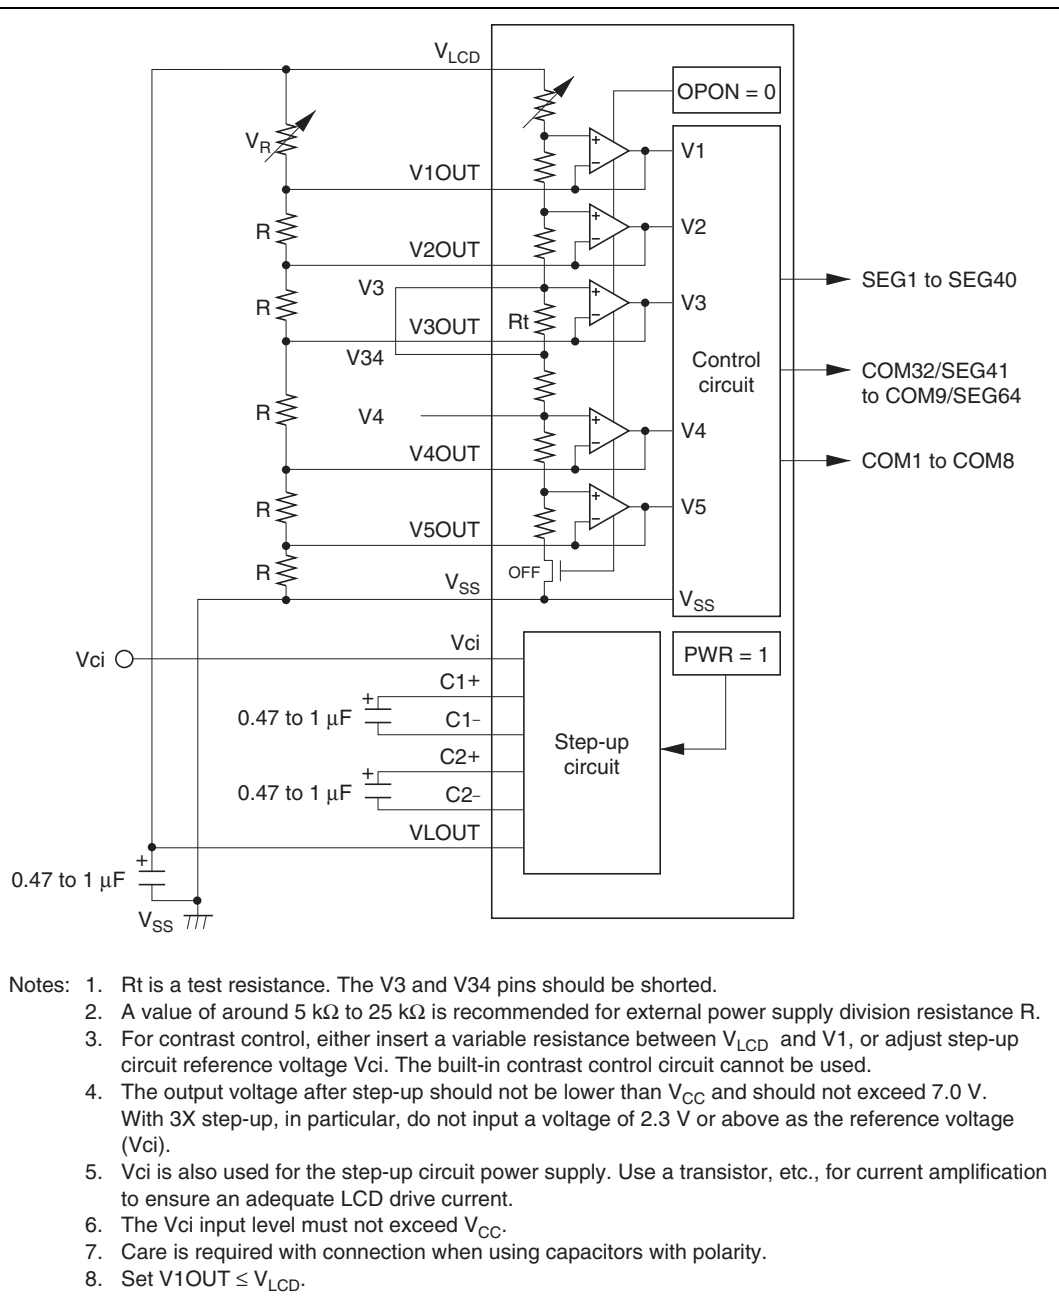 V_LCD
OPON = 0
V_R
V1OUT
V1
R
V2OUT
V2
V3
R
V3OUT
Rt
V3
V34
Control
circuit
SEG1 to SEG40
COM32/SEG41
to COM9/SEG64
COM1 to COM8
R
V4
V4OUT
V4
R
V5OUT
V5
R
OFF
V_SS
V_SS
Vci
Vci
PWR = 1
C1+
0.47 to 1 μF
+
C1–
C2+
0.47 to 1 μF
+
C2–
Step-up
circuit
VLOUT
+
0.47 to 1 μF
V_SS
Notes: 1. Rt is a test resistance. The V3 and V34 pins should be shorted.
2. A value of around 5 kΩ to 25 kΩ is recommended for external power supply division resistance R.
3. For contrast control, either insert a variable resistance between V_LCD and V1, or adjust step-up
circuit reference voltage Vci. The built-in contrast control circuit cannot be used.
4. The output voltage after step-up should not be lower than V_CC and should not exceed 7.0 V.
With 3X step-up, in particular, do not input a voltage of 2.3 V or above as the reference voltage
(Vci).
5. Vci is also used for the step-up circuit power supply. Use a transistor, etc., for current amplification
to ensure an adequate LCD drive current.
6. The Vci input level must not exceed V_CC.
7. Care is required with connection when using capacitors with polarity.
8. Set V1OUT ≤ V_LCD.